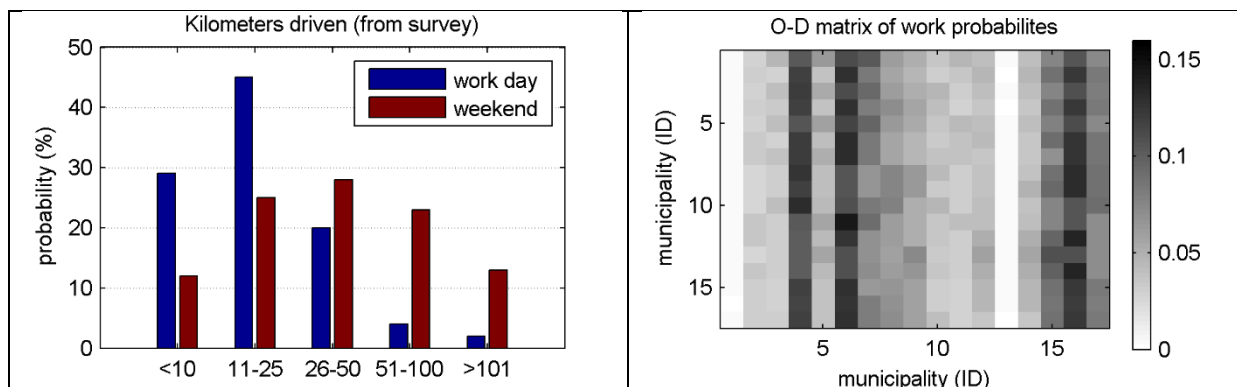 Kilometers driven (from survey)
50
40
30
20
10
0
probability (%)
work day
weekend
<10 11-25 26-50 51-100 >101
O-D matrix of work probabilites
5
10
15
municipality (ID)
5 10 15
municipality (ID)
0.15
0.1
0.05
0